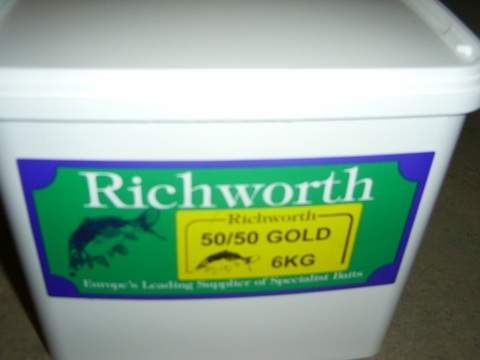 Richworth
Richworth
50/50 GOLD
6KG
Europe's Leading Supplier of Specialist Baits